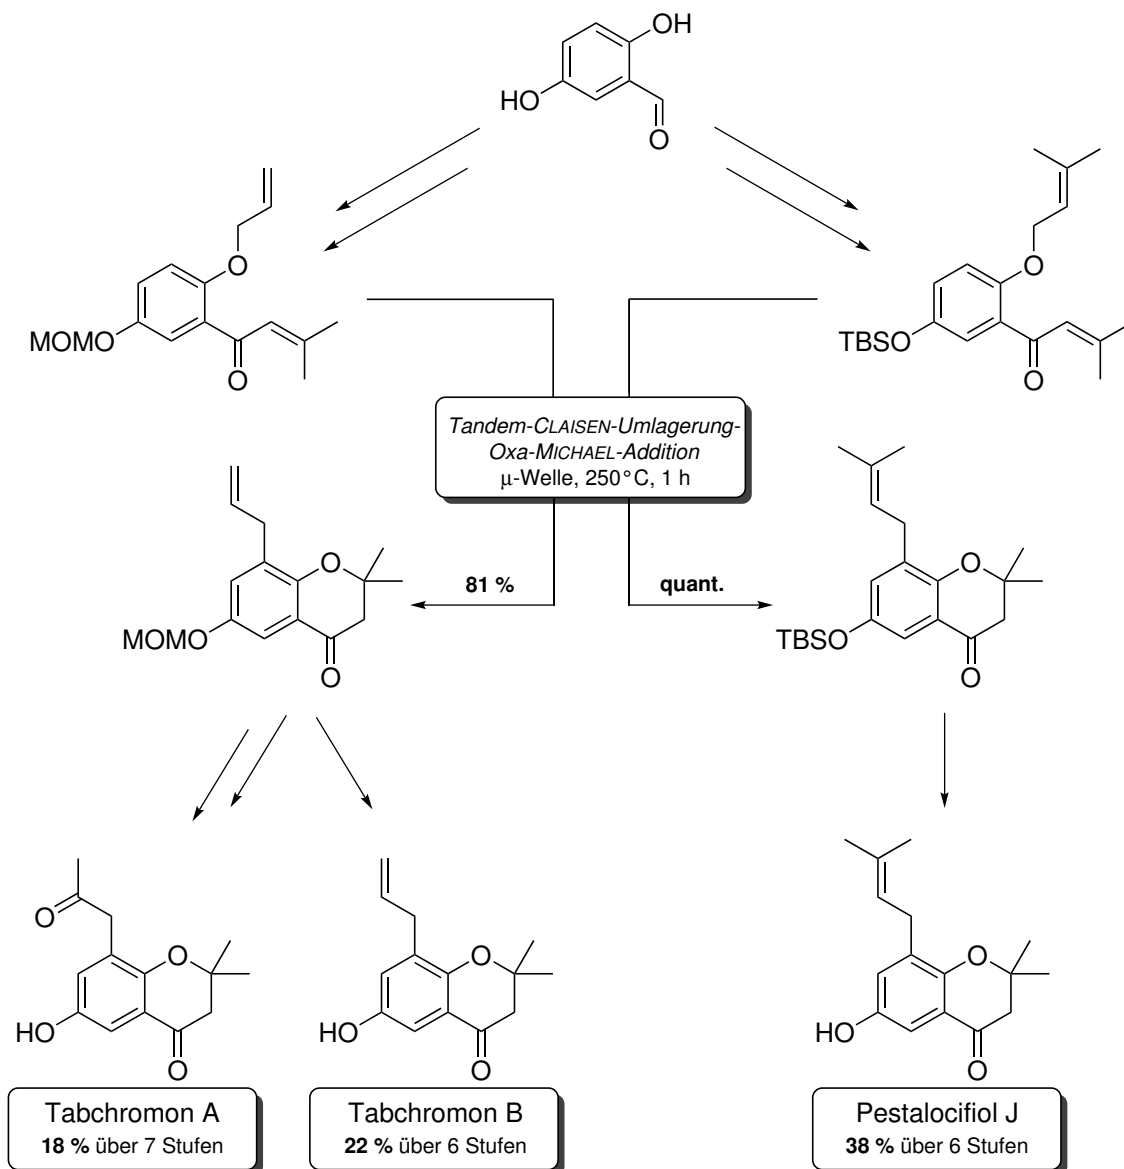 OH
HO
O
O
MOMO
O
O
TBSO
O
Tandem-CLAISEN-Umlagerung-
Oxa-MICHAEL-Addition
μ-Welle, 250°C, 1 h
81 %
quant.
O
MOMO
O
O
TBSO
O
O
O
HO
O
O
HO
O
O
HO
O
Tabchromon A
18 % über 7 Stufen
Tabchromon B
22 % über 6 Stufen
Pestalocifiol J
38 % über 6 Stufen